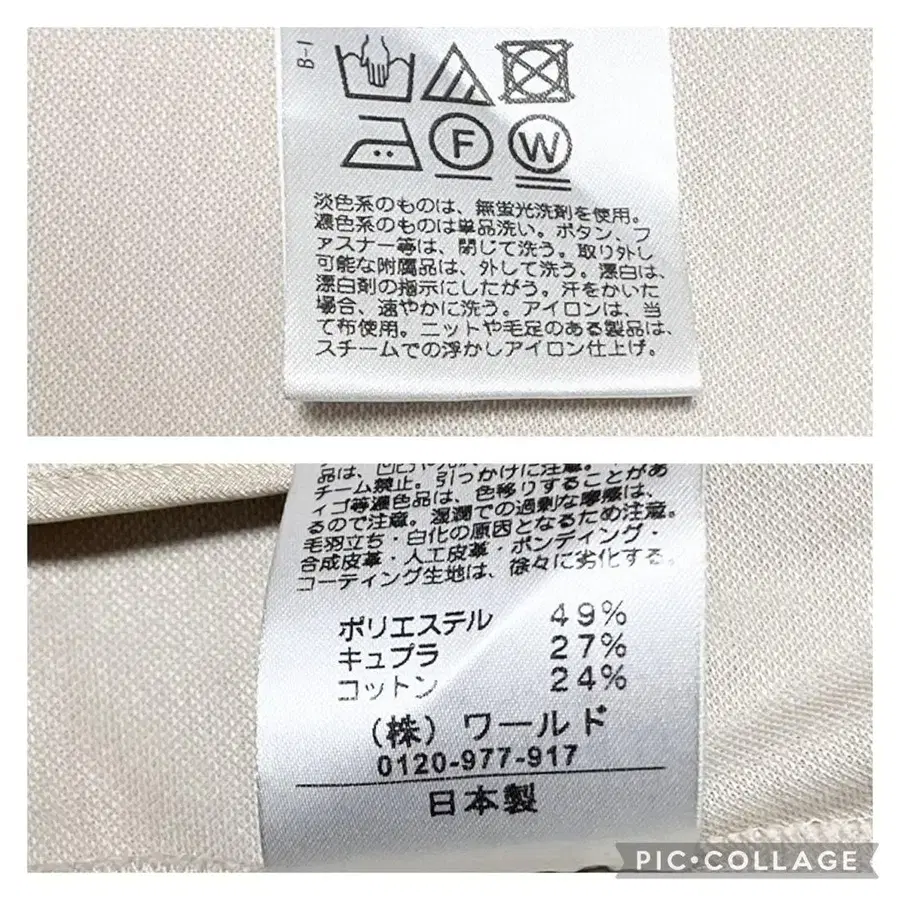 B-1
F W
淡色系のものは、無蛍光洗剤を使用。
濃色系のものは単品洗い。ボタン、フ
ァスナー等は、閉じて洗う。取り外し
可能な附属品は、外して洗う。漂白は、
漂白剤の指示にしたがう。汗をかいた
場合、速やかに洗う。アイロンは、当
て布使用。ニットや毛足のある製品は、
スチームでの浮かしアイロン仕上げ。
品は、凹凸や
チーム禁止。引っかけに注意。
ィゴ等濃色品は、色移りすることがあ
るので注意。湿潤での過剰な摩擦は、
毛羽立ち・白化の原因となるため注意。
合成皮革・人工皮革・ボンディング・
コーティング生地は、徐々に劣化する。
ポリエステル 49%
キュプラ 27%
コットン 24%
(株) ワールド
0120-977-917
日本製
PIC•COLLAGE